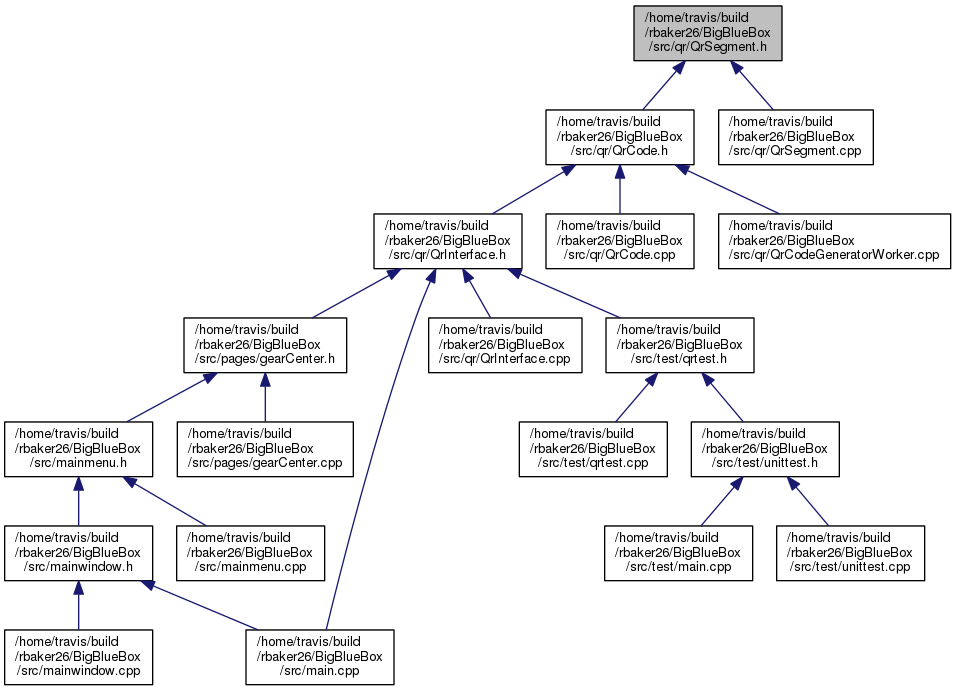 /home/travis/build
/rbaker26/BigBlueBox
/src/qr/QrSegment.h
/home/travis/build
/rbaker26/BigBlueBox
/src/qr/QrCode.h
/home/travis/build
/rbaker26/BigBlueBox
/src/qr/QrSegment.cpp
/home/travis/build
/rbaker26/BigBlueBox
/src/qr/QrInterface.h
/home/travis/build
/rbaker26/BigBlueBox
/src/qr/QrCode.cpp
/home/travis/build
/rbaker26/BigBlueBox
/src/qr/QrCodeGeneratorWorker.cpp
/home/travis/build
/rbaker26/BigBlueBox
/src/pages/gearCenter.h
/home/travis/build
/rbaker26/BigBlueBox
/src/qr/QrInterface.cpp
/home/travis/build
/rbaker26/BigBlueBox
/src/test/qrtest.h
/home/travis/build
/rbaker26/BigBlueBox
/src/mainmenu.h
/home/travis/build
/rbaker26/BigBlueBox
/src/pages/gearCenter.cpp
/home/travis/build
/rbaker26/BigBlueBox
/src/test/qrtest.cpp
/home/travis/build
/rbaker26/BigBlueBox
/src/test/unittest.h
/home/travis/build
/rbaker26/BigBlueBox
/src/mainwindow.h
/home/travis/build
/rbaker26/BigBlueBox
/src/mainmenu.cpp
/home/travis/build
/rbaker26/BigBlueBox
/src/test/main.cpp
/home/travis/build
/rbaker26/BigBlueBox
/src/test/unittest.cpp
/home/travis/build
/rbaker26/BigBlueBox
/src/mainwindow.cpp
/home/travis/build
/rbaker26/BigBlueBox
/src/main.cpp